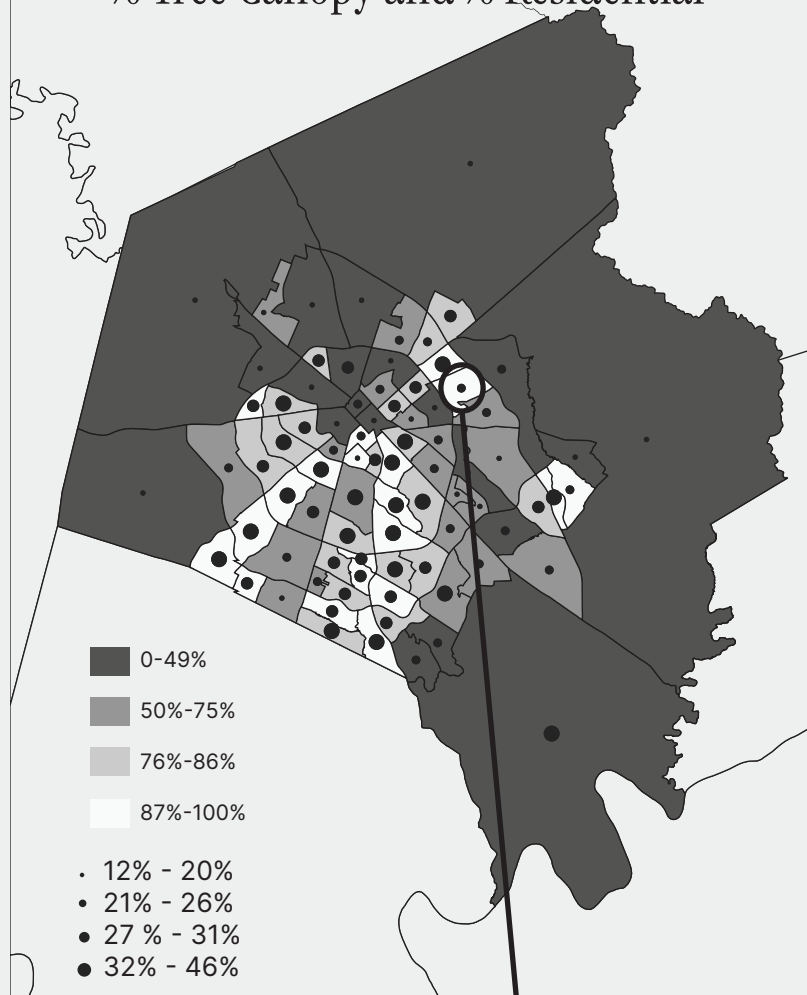 % Tree Canopy and % Residential
0-49%
50%-75%
76%-86%
87%-100%
12% - 20%
21% - 26%
27 % - 31%
32% - 46%